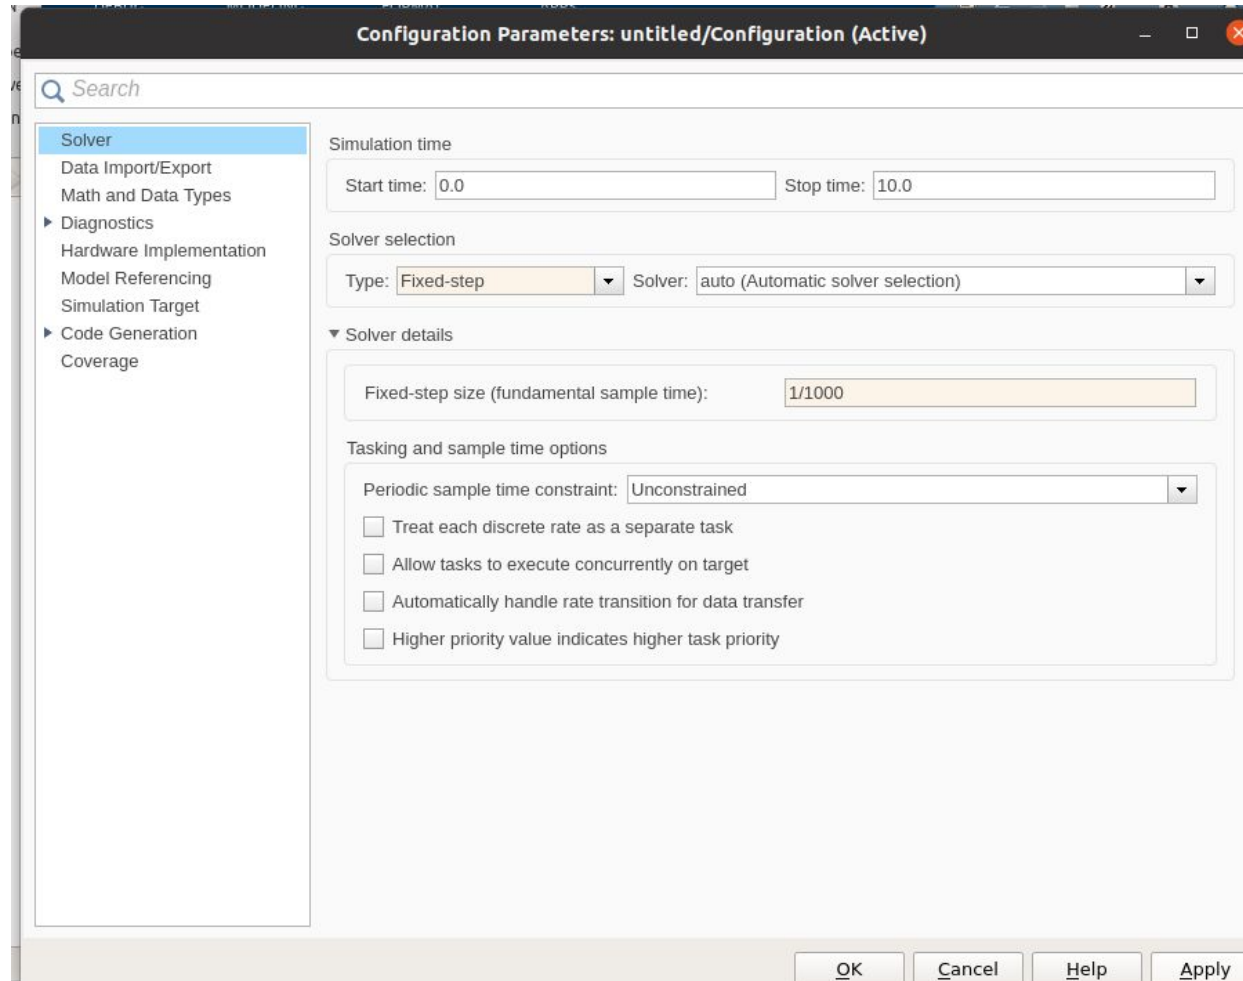 Configuration Parameters: untitled/Configuration (Active)
Search
Solver
Data Import/Export
Math and Data Types
Diagnostics
Hardware Implementation
Model Referencing
Simulation Target
Code Generation
Coverage
Simulation time
Start time: 0.0 Stop time: 10.0
Solver selection
Type: Fixed-step Solver: auto (Automatic solver selection)
Solver details
Fixed-step size (fundamental sample time): 1/1000
Tasking and sample time options
Periodic sample time constraint: Unconstrained
Treat each discrete rate as a separate task
Allow tasks to execute concurrently on target
Automatically handle rate transition for data transfer
Higher priority value indicates higher task priority
OK Cancel Help Apply